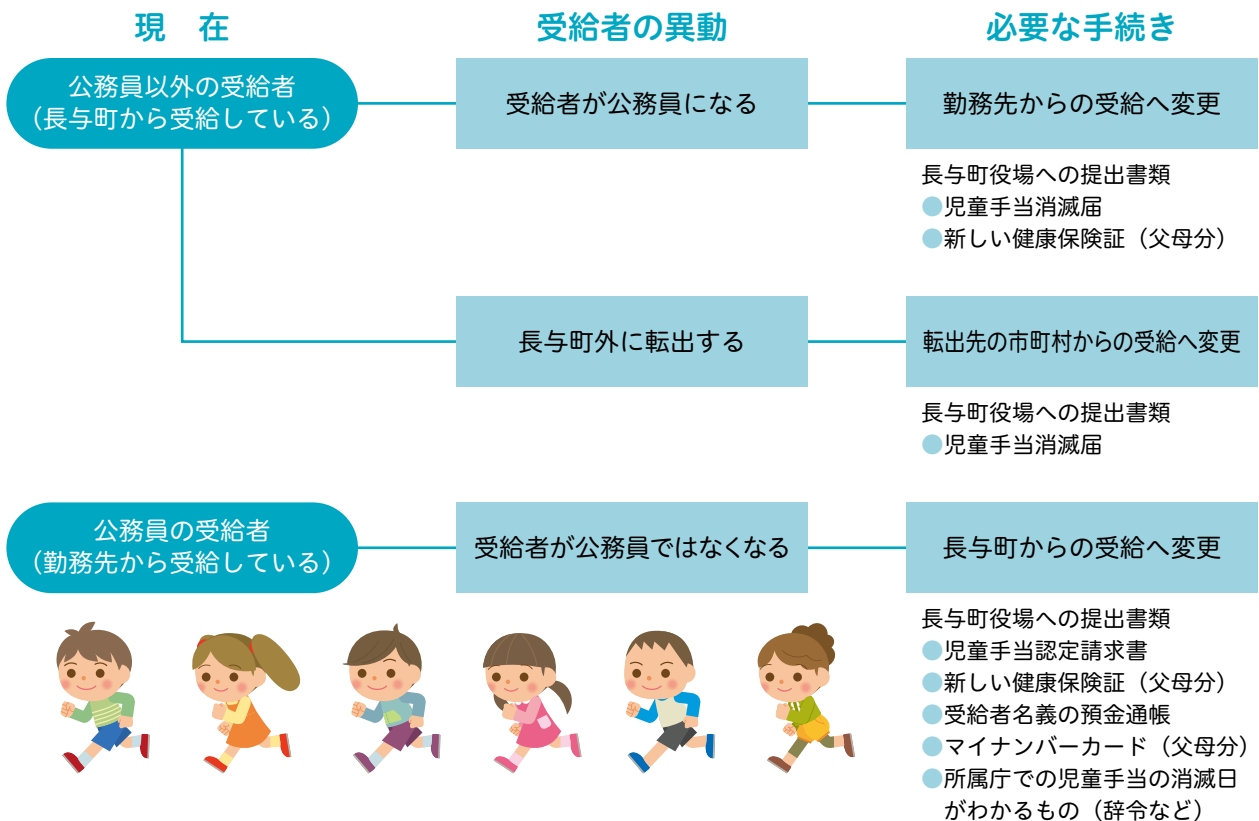 現　在
受給者の異動
必要な手続き
公務員以外の受給者
（長与町から受給している）
受給者が公務員になる
勤務先からの受給へ変更
長与町役場への提出書類
●児童手当消滅届
●新しい健康保険証（父母分）
長与町外に転出する
転出先の市町村からの受給へ変更
長与町役場への提出書類
●児童手当消滅届
公務員の受給者
（勤務先から受給している）
受給者が公務員ではなくなる
長与町からの受給へ変更
長与町役場への提出書類
●児童手当認定請求書
●新しい健康保険証（父母分）
●受給者名義の預金通帳
●マイナンバーカード（父母分）
●所属庁での児童手当の消滅日
がわかるもの（辞令など）